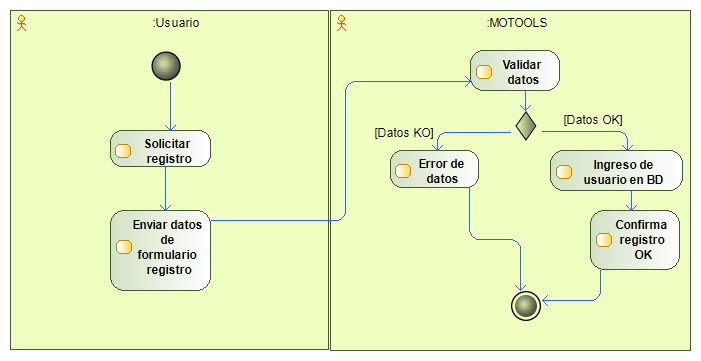 :Usuario
Solicitar
registro
Enviar datos
de
formulario
registro
:MOTOOLS
Validar
datos
[Datos KO]
[Datos OK]
Error de
datos
Ingreso de
usuario en BD
Confirma
registro
OK